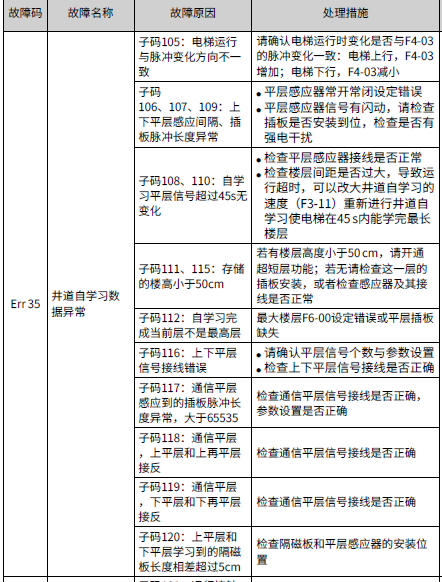 故障码 故障名称 故障原因 处理措施
Err 35
井道自学习数
据异常
子码105：电梯运行
与脉冲变化方向不一
致
请确认电梯运行时变化是否与F4-03
的脉冲变化一致：电梯上行，F4-03
增加；电梯下行，F4-03减小
子码
106、107、109：上
下平层感应间隔、插
板脉冲长度异常
● 平层感应器常开常闭设定错误
● 平层感应器信号有闪动，请检查
插板是否安装到位，检查是否有
强电干扰
子码108、110：自学
习平层信号超过45s无
变化
● 检查平层感应器接线是否正常
● 检查楼层间距是否过大，导致运
行超时，可以改大井道自学习的
速度（F3-11）重新进行井道自
学习使电梯在45 s内能学完最长
楼层
子码111、115：存储
的楼高小于50cm
若有楼层高度小于50 cm，请开通
超短层功能；若无请检查这一层的
插板安装，或者检查感应器及其接
线是否正常
子码112：自学习完
成当前层不是最高层
最大楼层F6-00设定错误或平层插板
缺失
子码116：上下平层
信号接线错误
● 请确认平层信号个数与参数设置
● 检查上下平层信号接线是否正确
子码117：通信平层
感应到的插板脉冲长
度异常，大于65535
检查通信平层信号接线是否正确，
参数设置是否正确
子码118：通信平层
，上平层和上再平层
接反
检查通信平层信号接线是否正确
子码119：通信平层
，下平层和下再平层
接反
检查通信平层信号接线是否正确
子码120：上平层和
下平层学习到的隔磁
板长度相差超过5cm
检查隔磁板和平层感应器的安装位
置